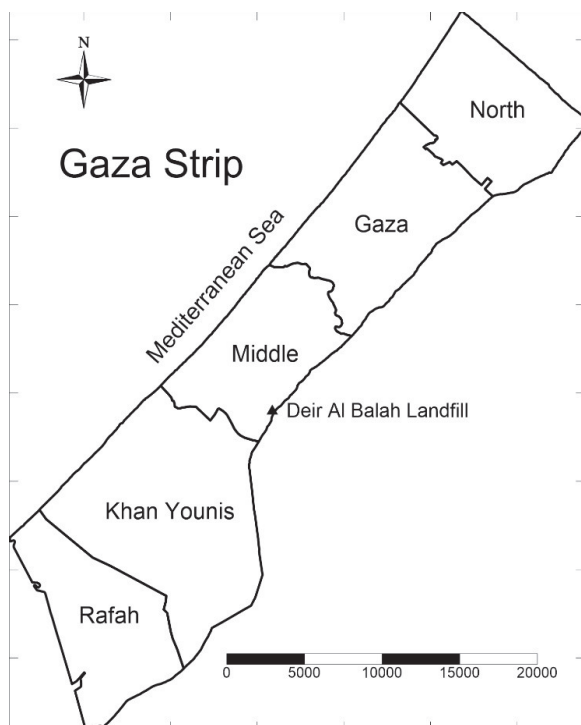 N
North
Gaza Strip
Gaza
Mediterranean Sea
Middle
Deir Al Balah Landfill
Khan Younis
Rafah
0 5000 10000 15000 20000